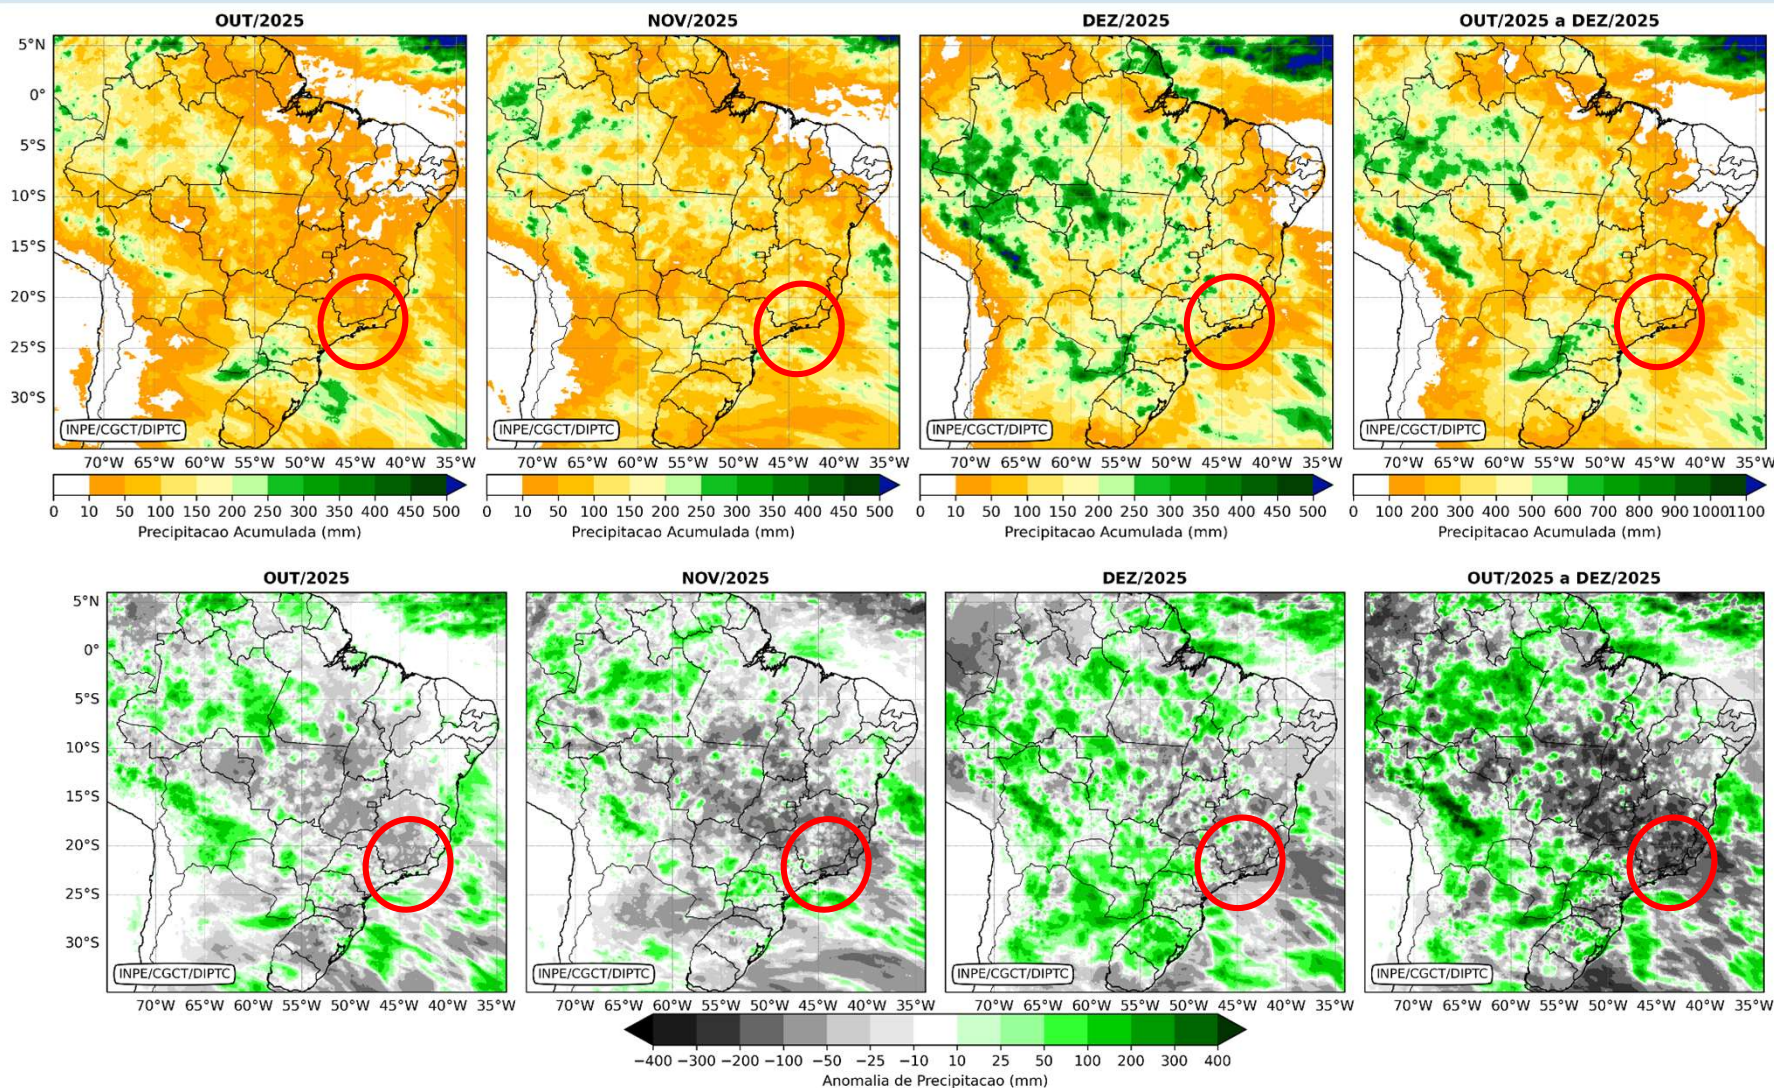 OUT/2025 NOV/2025 DEZ/2025 OUT/2025 a DEZ/2025
5°N
0°
5°S
10°S
15°S
20°S
25°S
30°S
INPE/CGCT/DIPTC INPE/CGCT/DIPTC INPE/CGCT/DIPTC INPE/CGCT/DIPTC
70°W 65°W 60°W 55°W 50°W 45°W 40°W 35°W 70°W 65°W 60°W 55°W 50°W 45°W 40°W 35°W 70°W 65°W 60°W 55°W 50°W 45°W 40°W 35°W 70°W 65°W 60°W 55°W 50°W 45°W 40°W 35°W
0 10 50 100 150 200 250 300 350 400 450 500 0 10 50 100 150 200 250 300 350 400 450 500 0 10 50 100 150 200 250 300 350 400 450 500 0 100 200 300 400 500 600 700 800 900 1000 1100
Precipitacao Acumulada (mm) Precipitacao Acumulada (mm) Precipitacao Acumulada (mm) Precipitacao Acumulada (mm)
OUT/2025 NOV/2025 DEZ/2025 OUT/2025 a DEZ/2025
5°N
0°
5°S
10°S
15°S
20°S
25°S
30°S
INPE/CGCT/DIPTC INPE/CGCT/DIPTC INPE/CGCT/DIPTC INPE/CGCT/DIPTC
70°W 65°W 60°W 55°W 50°W 45°W 40°W 35°W 70°W 65°W 60°W 55°W 50°W 45°W 40°W 35°W 70°W 65°W 60°W 55°W 50°W 45°W 40°W 35°W 70°W 65°W 60°W 55°W 50°W 45°W 40°W 35°W
−400 −300 −200 −100 −50 −25 −10 10 25 50 100 200 300 400
Anomalia de Precipitacao (mm)